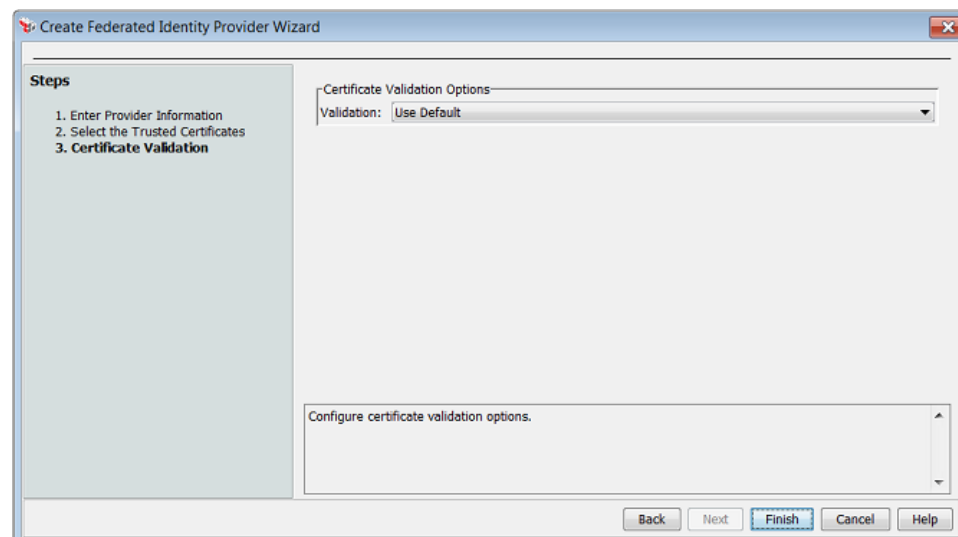 Create Federated Identity Provider Wizard
Steps
1. Enter Provider Information
2. Select the Trusted Certificates
3. Certificate Validation
Certificate Validation Options
Validation: Use Default
Configure certificate validation options.
Back Next Finish Cancel Help